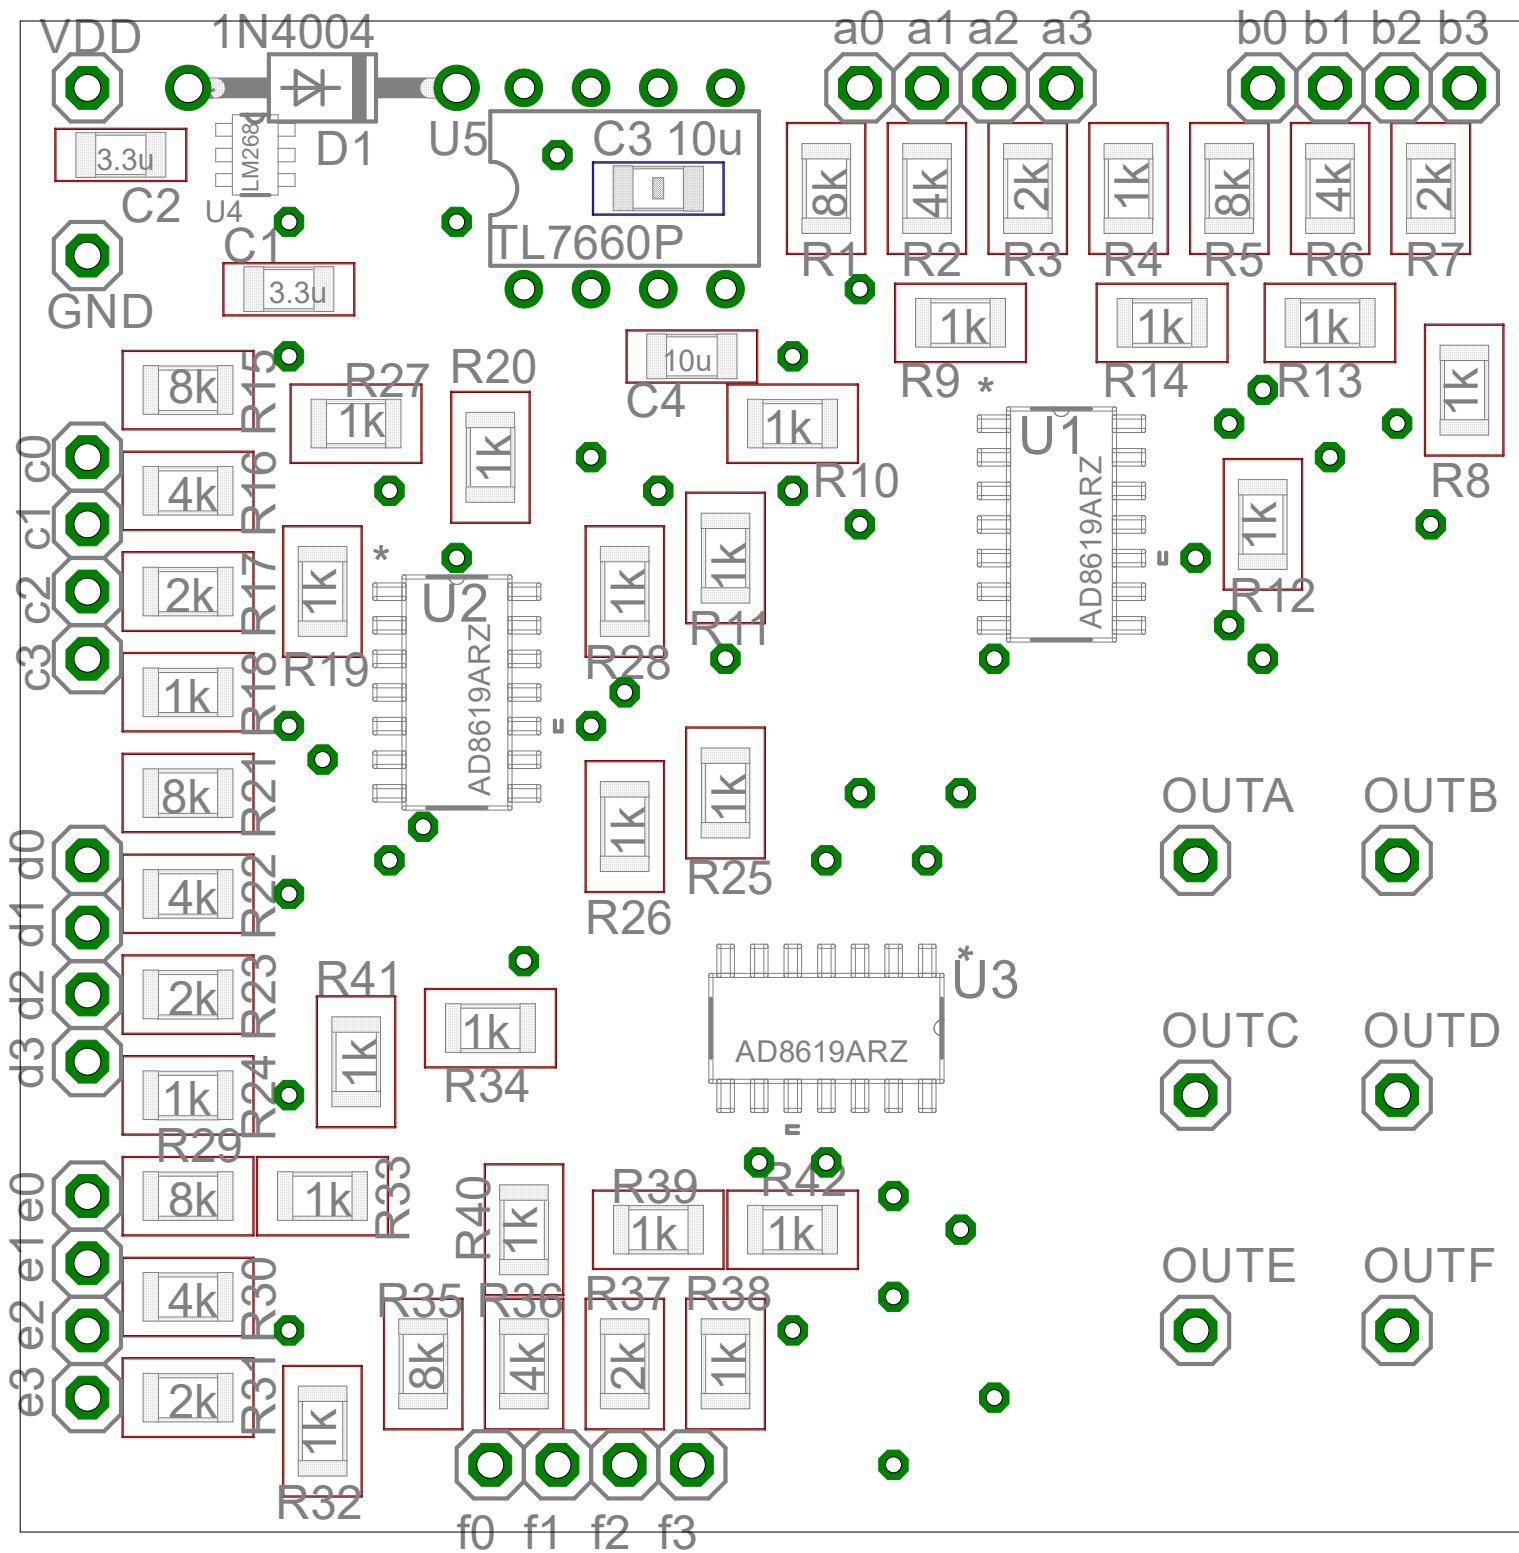 VDD
1N4004
a0 a1 a2 a3
b0 b1 b2 b3
D1
U5
C3 10u
3.3u
LM268
C2
U4
C1
TL7660P
8k
4k
2k
1k
8k
4k
2k
R1 R2 R3 R4 R5 R6 R7
GND
3.3u
1k
1k
1k
R9
R14
R13
*
10u
C4
1k
R10
1k
R8
8k
R15
R27
1k
R20
1k
U1
AD8619ARZ
c0
c1
c2
c3
4k
R16
2k
R17
1k
R18
1k
R19
*
U2
AD8619ARZ
1k
R28
1k
R11
1k
R12
8k
R21
1k
R26
1k
R25
OUTA
OUTB
d0
d1
d2
d3
4k
R22
2k
R23
1k
R24
R41
1k
1k
R34
*
U3
AD8619ARZ
OUTC
OUTD
R29
8k
1k
R33
e0
e1
e2
e3
4k
R30
2k
R31
1k
R32
R40
1k
R39
1k
R42
1k
R35
8k
R36
4k
R37
2k
R38
1k
OUTE
OUTF
f0 f1 f2 f3